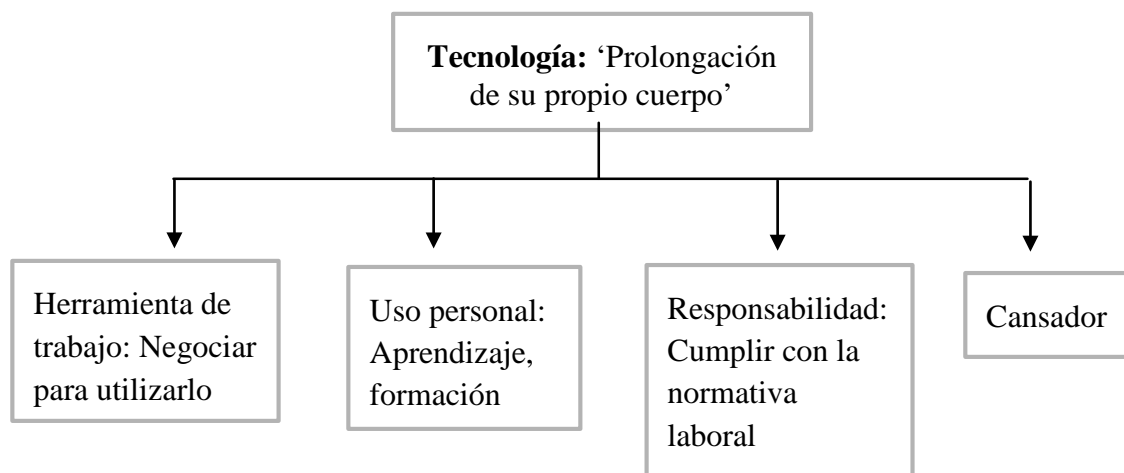 Tecnología: ‘Prolongación
de su propio cuerpo’
Herramienta de
trabajo: Negociar
para utilizarlo
Uso personal:
Aprendizaje,
formación
Responsabilidad:
Cumplir con la
normativa
laboral
Cansador